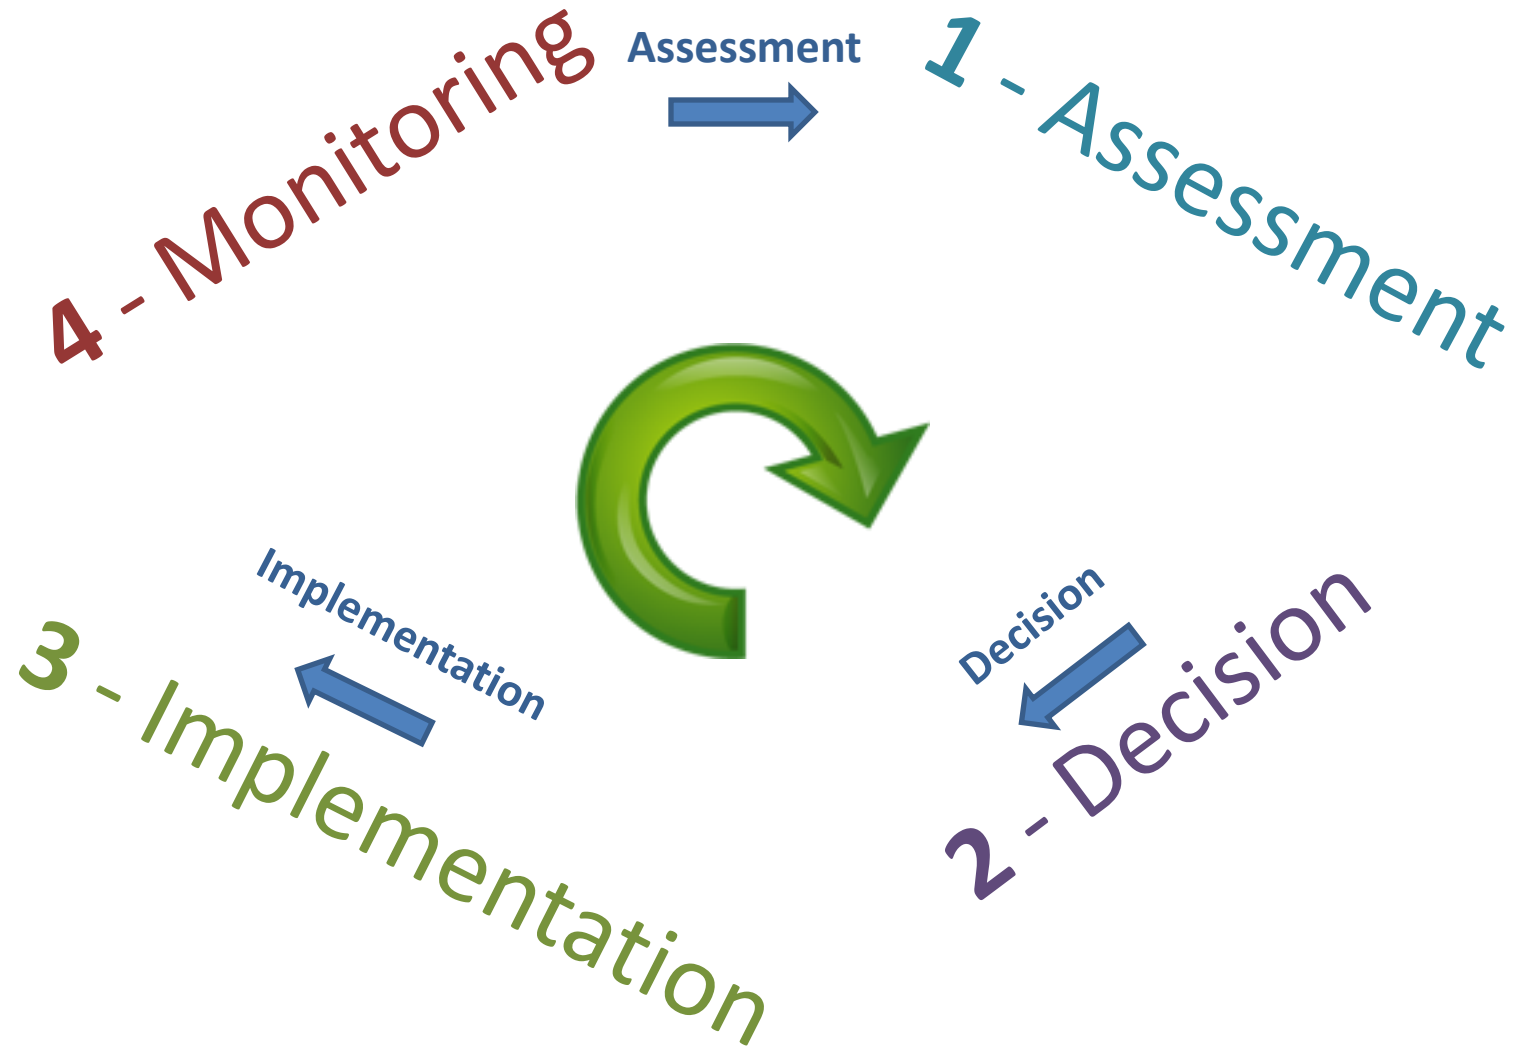 4 - Monitoring
Assessment
1 - Assessment
Implementation
Decision
3 - Implementation
2 - Decision